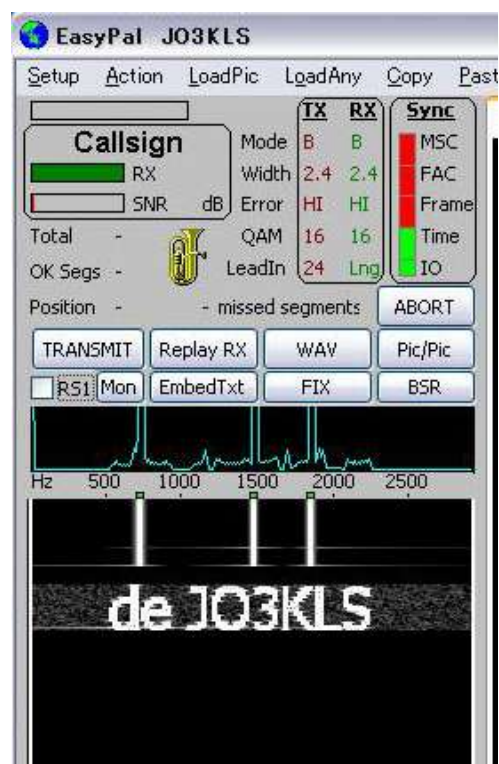 EasyPal JO3KLS
Setup Action LoadPic LoadAny Copy Past
TX RX Sync
Callsign Mode B B MSC
RX Width 2.4 2.4 FAC
SNR dB Error HI HI Frame
Total - QAM 16 16 Time
OK Segs - LeadIn 24 Lng IO
Position - - missed segments ABORT
TRANSMIT Replay RX WAV Pic/Pic
RS1 Mon EmbedTxt FIX BSR
Hz 500 1000 1500 2000 2500
de JO3KLS